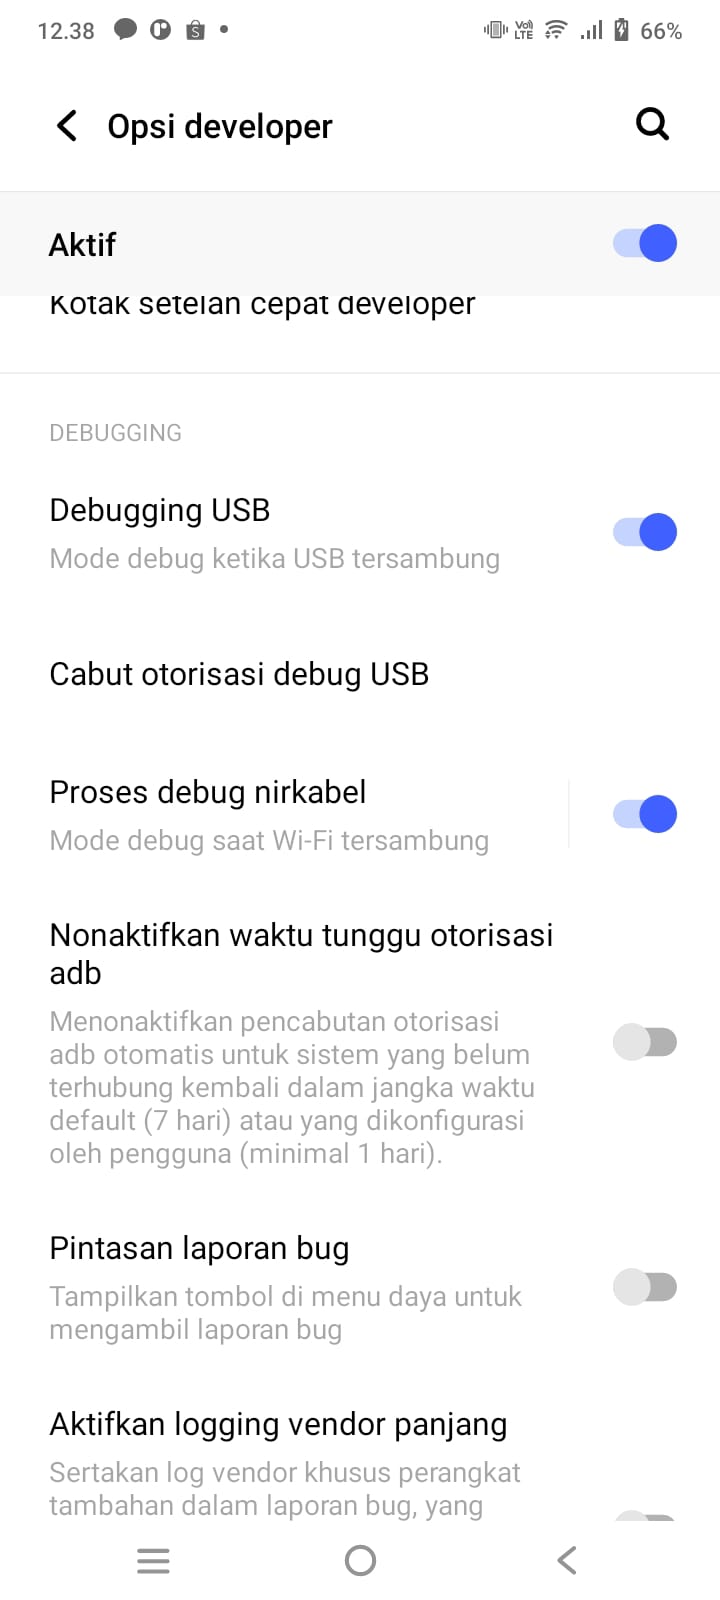 12.38
Vo) LTE
66%
Opsi developer
Aktif
Kotak setelan cepat developer
DEBUGGING
Debugging USB
Mode debug ketika USB tersambung
Cabut otorisasi debug USB
Proses debug nirkabel
Mode debug saat Wi-Fi tersambung
Nonaktifkan waktu tunggu otorisasi
adb
Menonaktifkan pencabutan otorisasi
adb otomatis untuk sistem yang belum
terhubung kembali dalam jangka waktu
default (7 hari) atau yang dikonfigurasi
oleh pengguna (minimal 1 hari).
Pintasan laporan bug
Tampilkan tombol di menu daya untuk
mengambil laporan bug
Aktifkan logging vendor panjang
Sertakan log vendor khusus perangkat
tambahan dalam laporan bug, yang